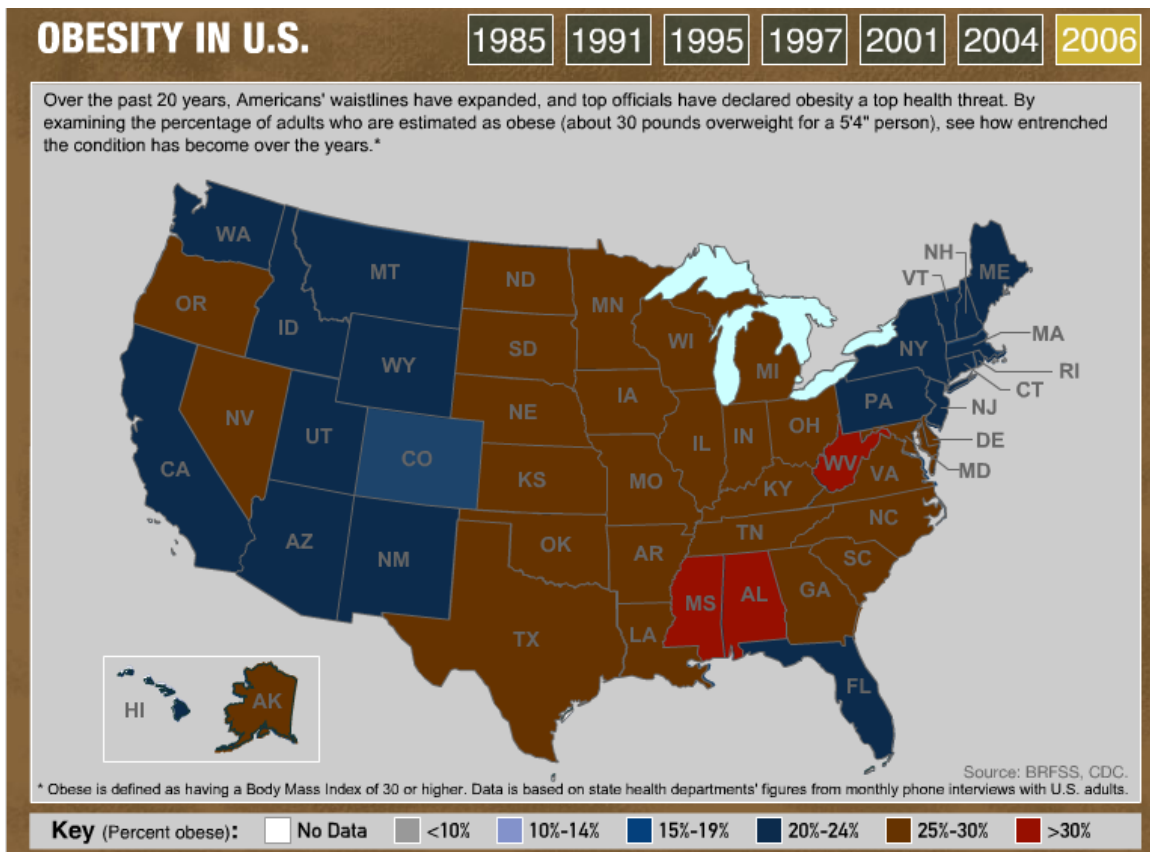 OBESITY IN U.S.
1985 1991 1995 1997 2001 2004 2006
Over the past 20 years, Americans' waistlines have expanded, and top officials have declared obesity a top health threat. By
examining the percentage of adults who are estimated as obese (about 30 pounds overweight for a 5'4" person), see how entrenched
the condition has become over the years.*
WA
MT
ND
MN
OR
ID
WY
SD
WI
MI
NH
VT
ME
MA
NY
RI
CT
PA
NJ
DE
MD
NV
UT
CO
NE
IA
IL
IN
OH
CA
KS
MO
KY
WV
VA
AZ
NM
OK
AR
TN
NC
SC
TX
LA
MS
AL
GA
FL
HI
AK
Source: BRFSS, CDC.
* Obese is defined as having a Body Mass Index of 30 or higher. Data is based on state health departments' figures from monthly phone interviews with U.S. adults.
Key (Percent obese): No Data <10% 10%-14% 15%-19% 20%-24% 25%-30% >30%